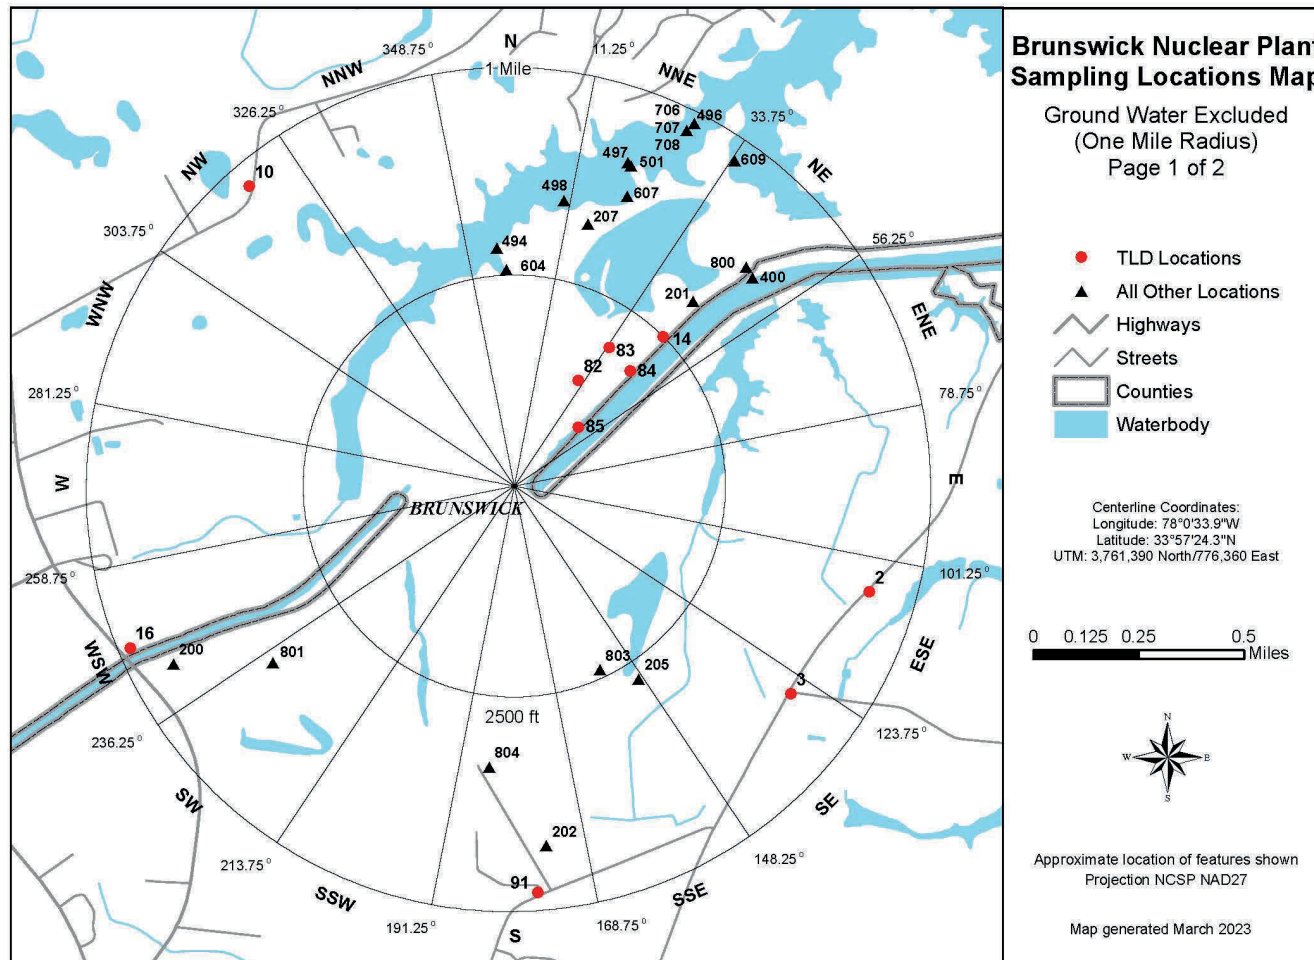 Brunswick Nuclear Plant
Sampling Locations Map
Ground Water Excluded
(One Mile Radius)
Page 1 of 2
TLD Locations
All Other Locations
Highways
Streets
Counties
Waterbody
Centerline Coordinates:
Longitude: 78°0'33.9"W
Latitude: 33°57'24.3"N
UTM: 3,761,390 North/776,360 East
0 0.125 0.25 0.5
Miles
N
W E
S
Approximate location of features shown
Projection NCSP NAD27
Map generated March 2023
N
348.75°
11.25°
1 Mile
NNW
NNE
326.25°
706
496
707
33.75°
708
NW
10
497
501
609
NE
498
607
303.75°
207
56.25°
494
604
800
400
WNW
201
ENE
14
83
84
82
281.25°
78.75°
85
W
E
BRUNSWICK
258.75°
101.25°
2
16
WSW
200
801
803
205
ESE
3
2500 ft
236.25°
123.75°
804
SW
SE
202
213.75°
148.25°
91
SSW
SSE
191.25°
168.75°
S